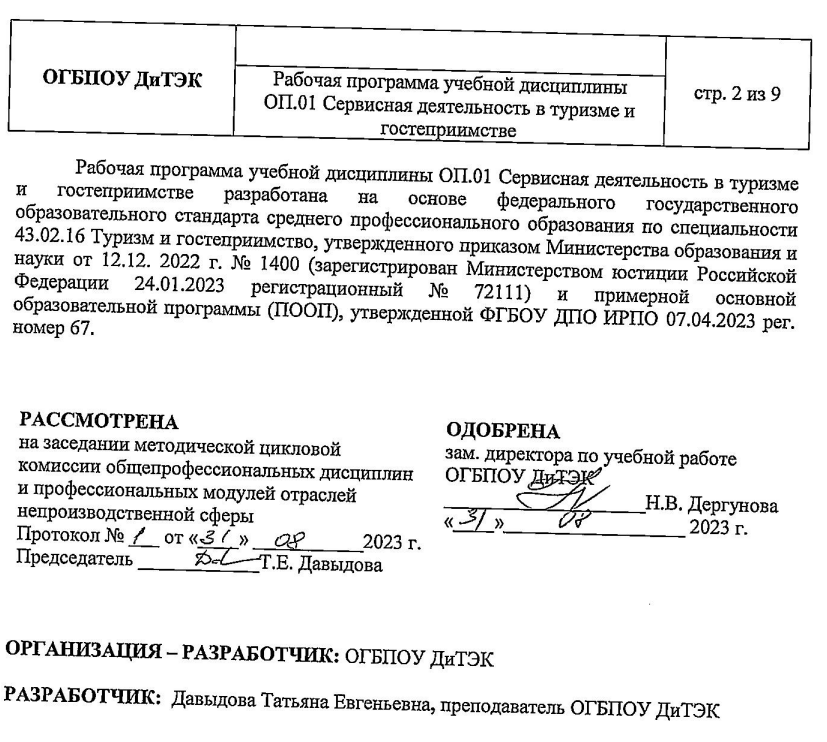 ОГБПОУ ДиТЭК
Рабочая программа учебной дисциплины
ОП.01 Сервисная деятельность в туризме и
гостеприимстве
стр. 2 из 9
Рабочая программа учебной дисциплины ОП.01 Сервисная деятельность в туризме
и гостеприимстве разработана на основе федерального государственного
образовательного стандарта среднего профессионального образования по специальности
43.02.16 Туризм и гостеприимство, утвержденного приказом Министерства образования и
науки от 12.12. 2022 г. № 1400 (зарегистрирован Министерством юстиции Российской
Федерации 24.01.2023 регистрационный № 72111) и примерной основной
образовательной программы (ПООП), утвержденной ФГБОУ ДПО ИРПО 07.04.2023 рег.
номер 67.
РАССМОТРЕНА
на заседании методической цикловой
комиссии общепрофессиональных дисциплин
и профессиональных модулей отраслей
непроизводственной сферы
Протокол № 1 от «31» 08 2023 г.
Председатель Т.Е. Давыдова
ОДОБРЕНА
зам. директора по учебной работе
ОГБПОУ ДиТЭК
Н.В. Дергунова
«31» 08 2023 г.
ОРГАНИЗАЦИЯ – РАЗРАБОТЧИК: ОГБПОУ ДиТЭК
РАЗРАБОТЧИК: Давыдова Татьяна Евгеньевна, преподаватель ОГБПОУ ДиТЭК